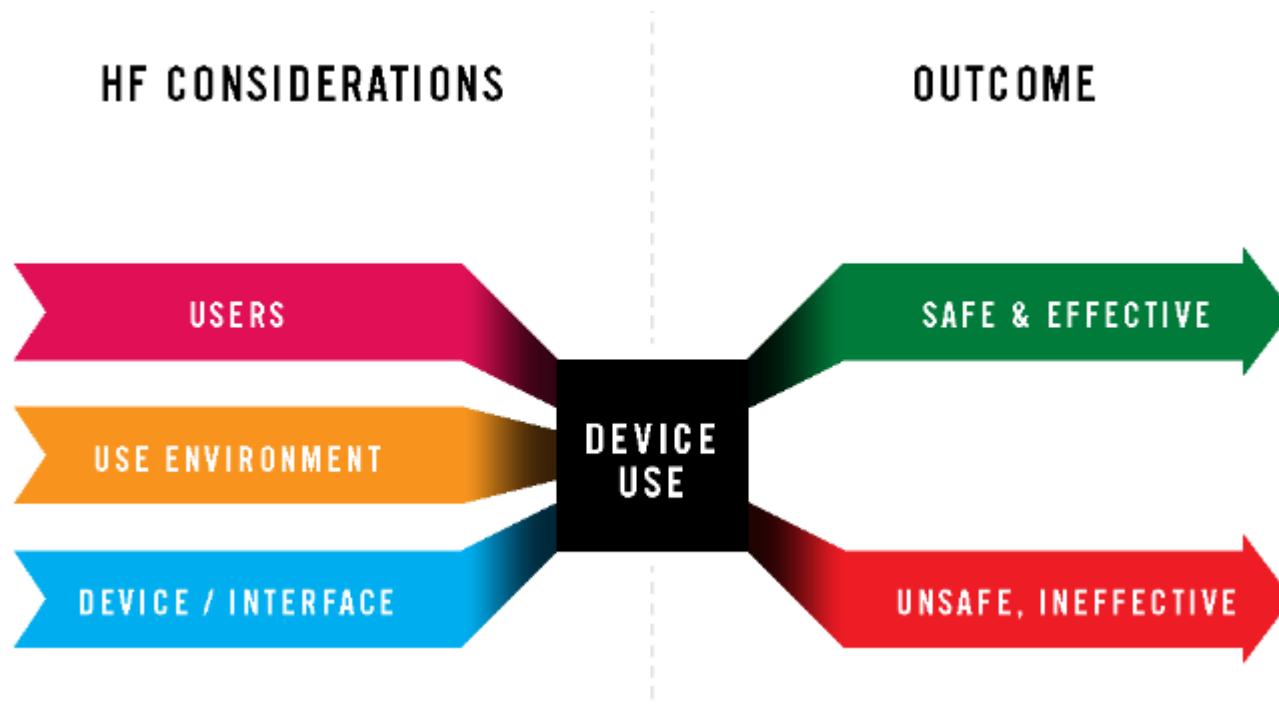 HF CONSIDERATIONS
OUTCOME
USERS
USE ENVIRONMENT
DEVICE / INTERFACE
DEVICE
USE
SAFE & EFFECTIVE
UNSAFE, INEFFECTIVE